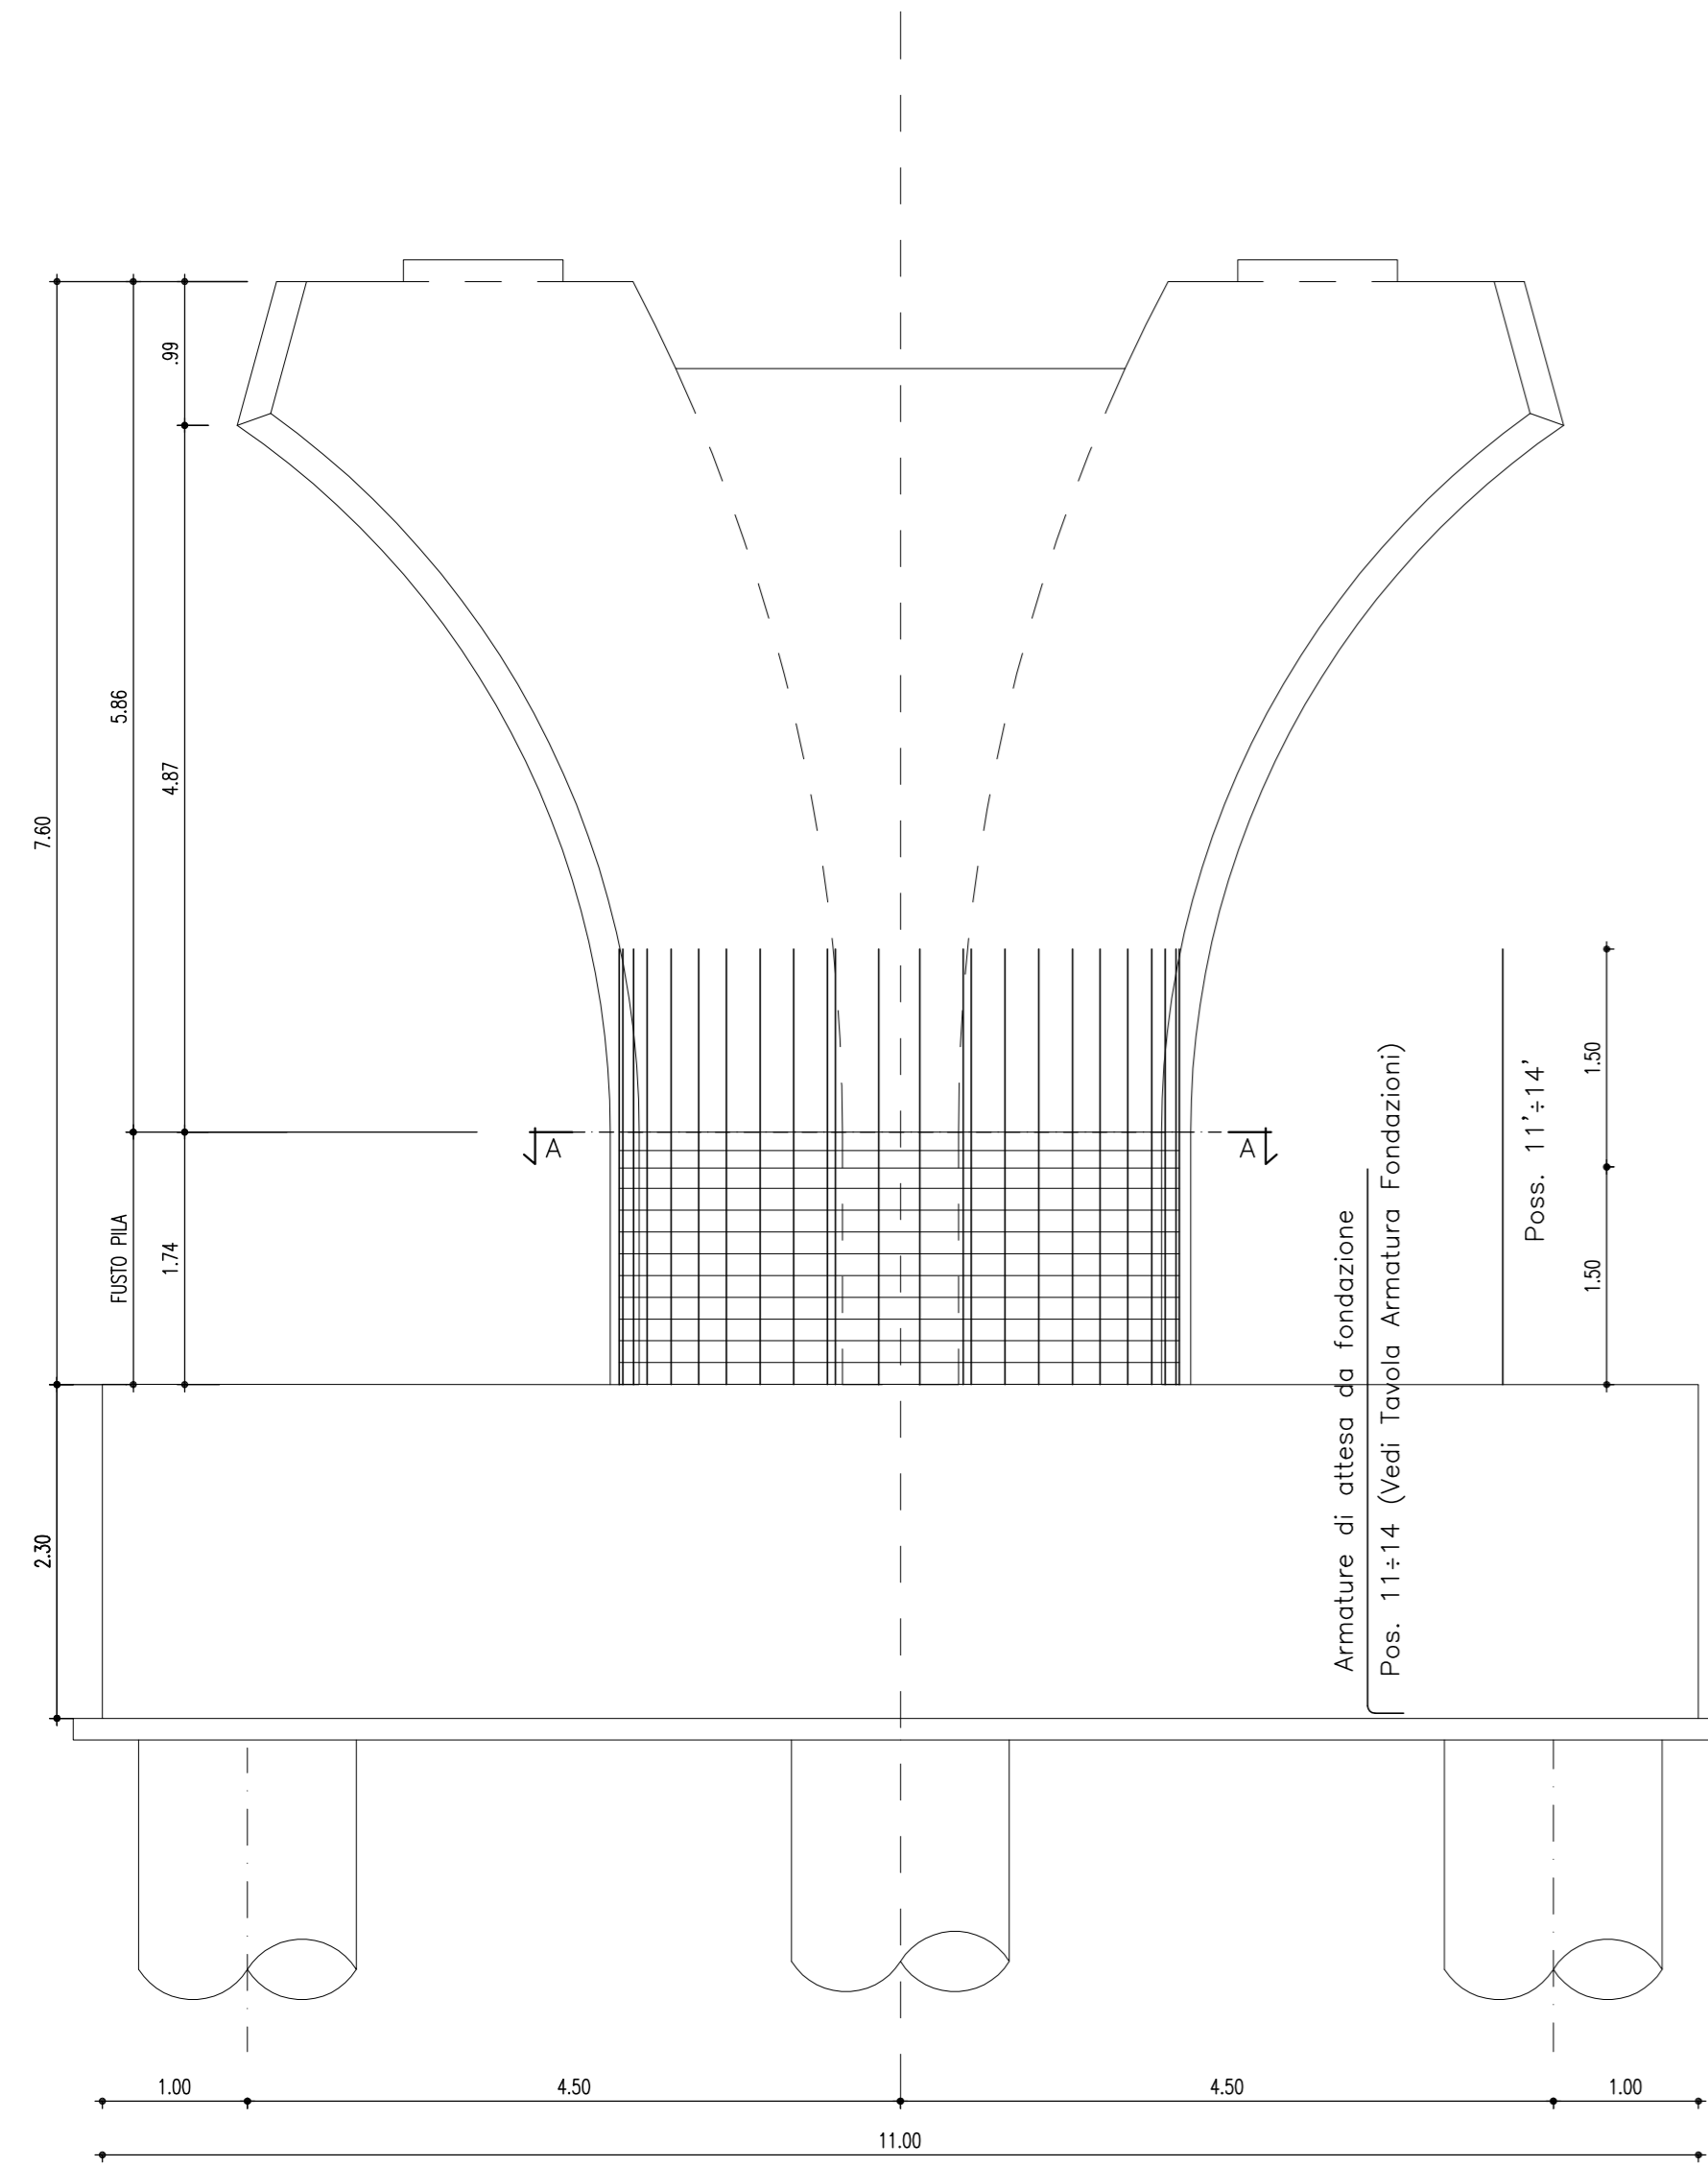 .99
5.86
4.87
7.60
FUSTO PILA
1.74
2.30
A
A
1.50
1.50
Poss. 11'÷14'
Armature di attesa da fondazione
Pos. 11÷14 (Vedi Tavola Armatura Fondazioni)
1.00
4.50
4.50
1.00
11.00